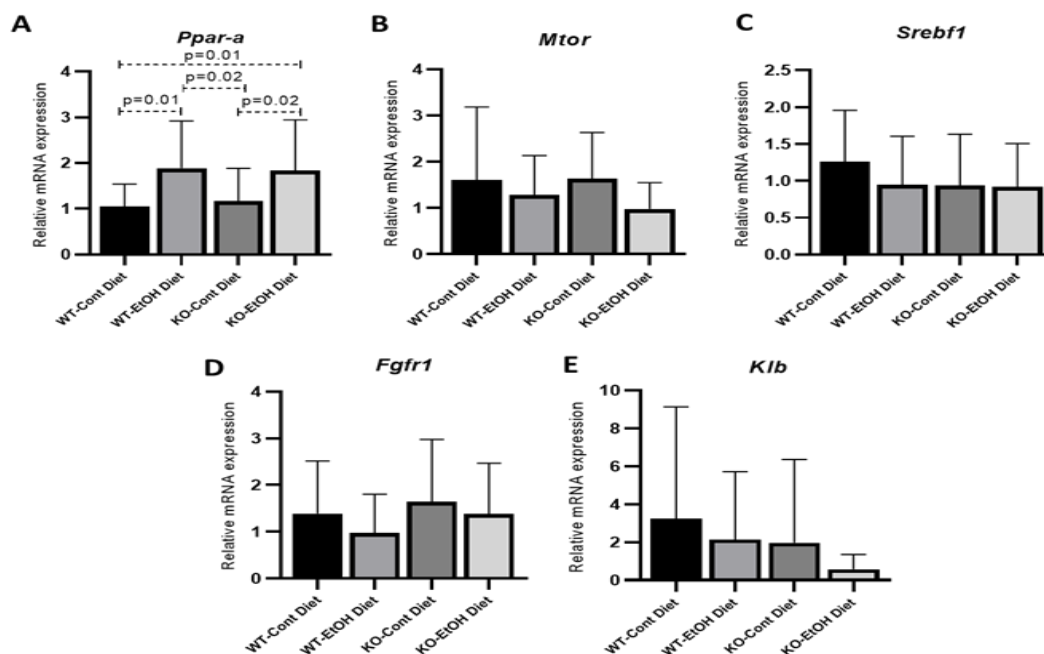 A
Ppar-a
Relative mRNA expression
4
3
2
1
0
p=0.01
p=0.02
p=0.01
p=0.02
WT-Cont Diet
WT-EtOH Diet
KO-Cont Diet
KO-EtOH Diet
B
Mtor
Relative mRNA expression
4
3
2
1
0
WT-Cont Diet
WT-EtOH Diet
KO-Cont Diet
KO-EtOH Diet
C
Srebf1
Relative mRNA expression
2.5
2.0
1.5
1.0
0.5
0.0
WT-Cont Diet
WT-EtOH Diet
KO-Cont Diet
KO-EtOH Diet
D
Fgfr1
Relative mRNA expression
4
3
2
1
0
WT-Cont Diet
WT-EtOH Diet
KO-Cont Diet
KO-EtOH Diet
E
Klb
Relative mRNA expression
10
8
6
4
2
0
WT-Cont Diet
WT-EtOH Diet
KO-Cont Diet
KO-EtOH Diet